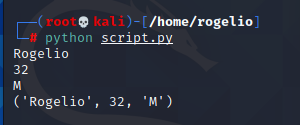 ┌──(root💀kali)-[/home/rogelio]
└─# python script.py
Rogelio
32
M
('Rogelio', 32, 'M')